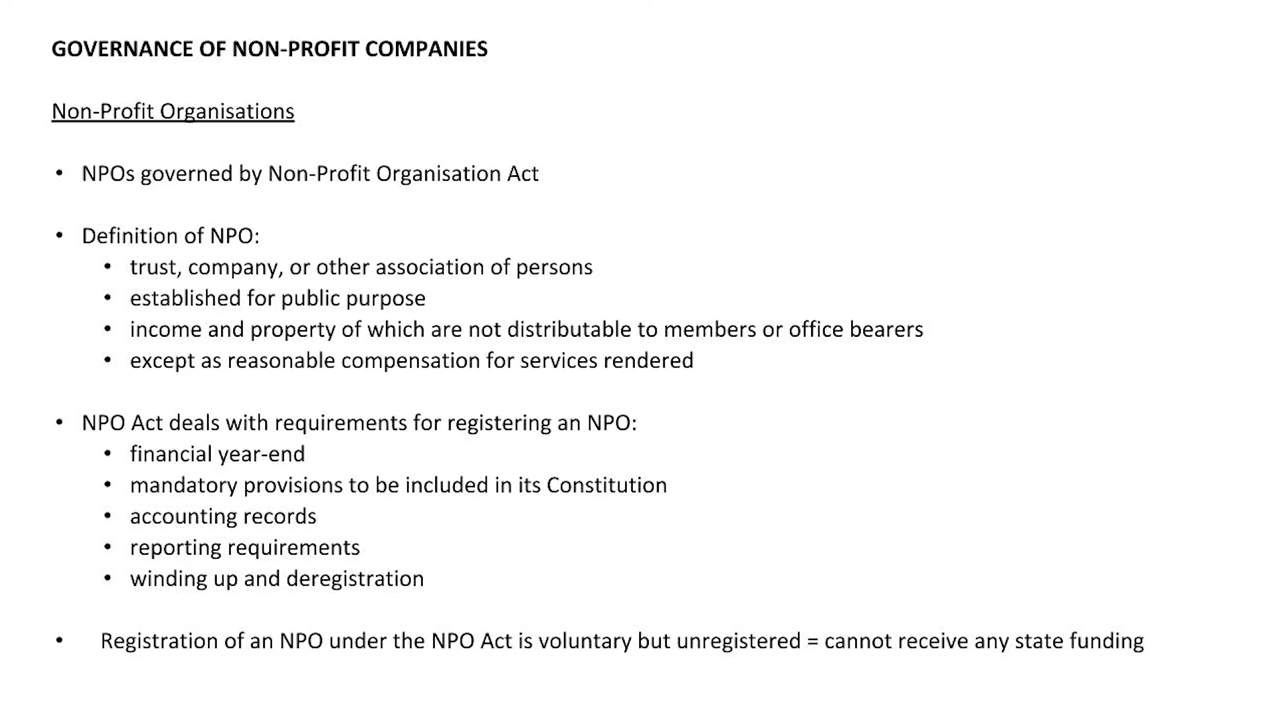 GOVERNANCE OF NON-PROFIT COMPANIES
Non-Profit Organisations
• NPOs governed by Non-Profit Organisation Act
• Definition of NPO:
• trust, company, or other association of persons
• established for public purpose
• income and property of which are not distributable to members or office bearers
• except as reasonable compensation for services rendered
• NPO Act deals with requirements for registering an NPO:
• financial year-end
• mandatory provisions to be included in its Constitution
• accounting records
• reporting requirements
• winding up and deregistration
• Registration of an NPO under the NPO Act is voluntary but unregistered = cannot receive any state funding